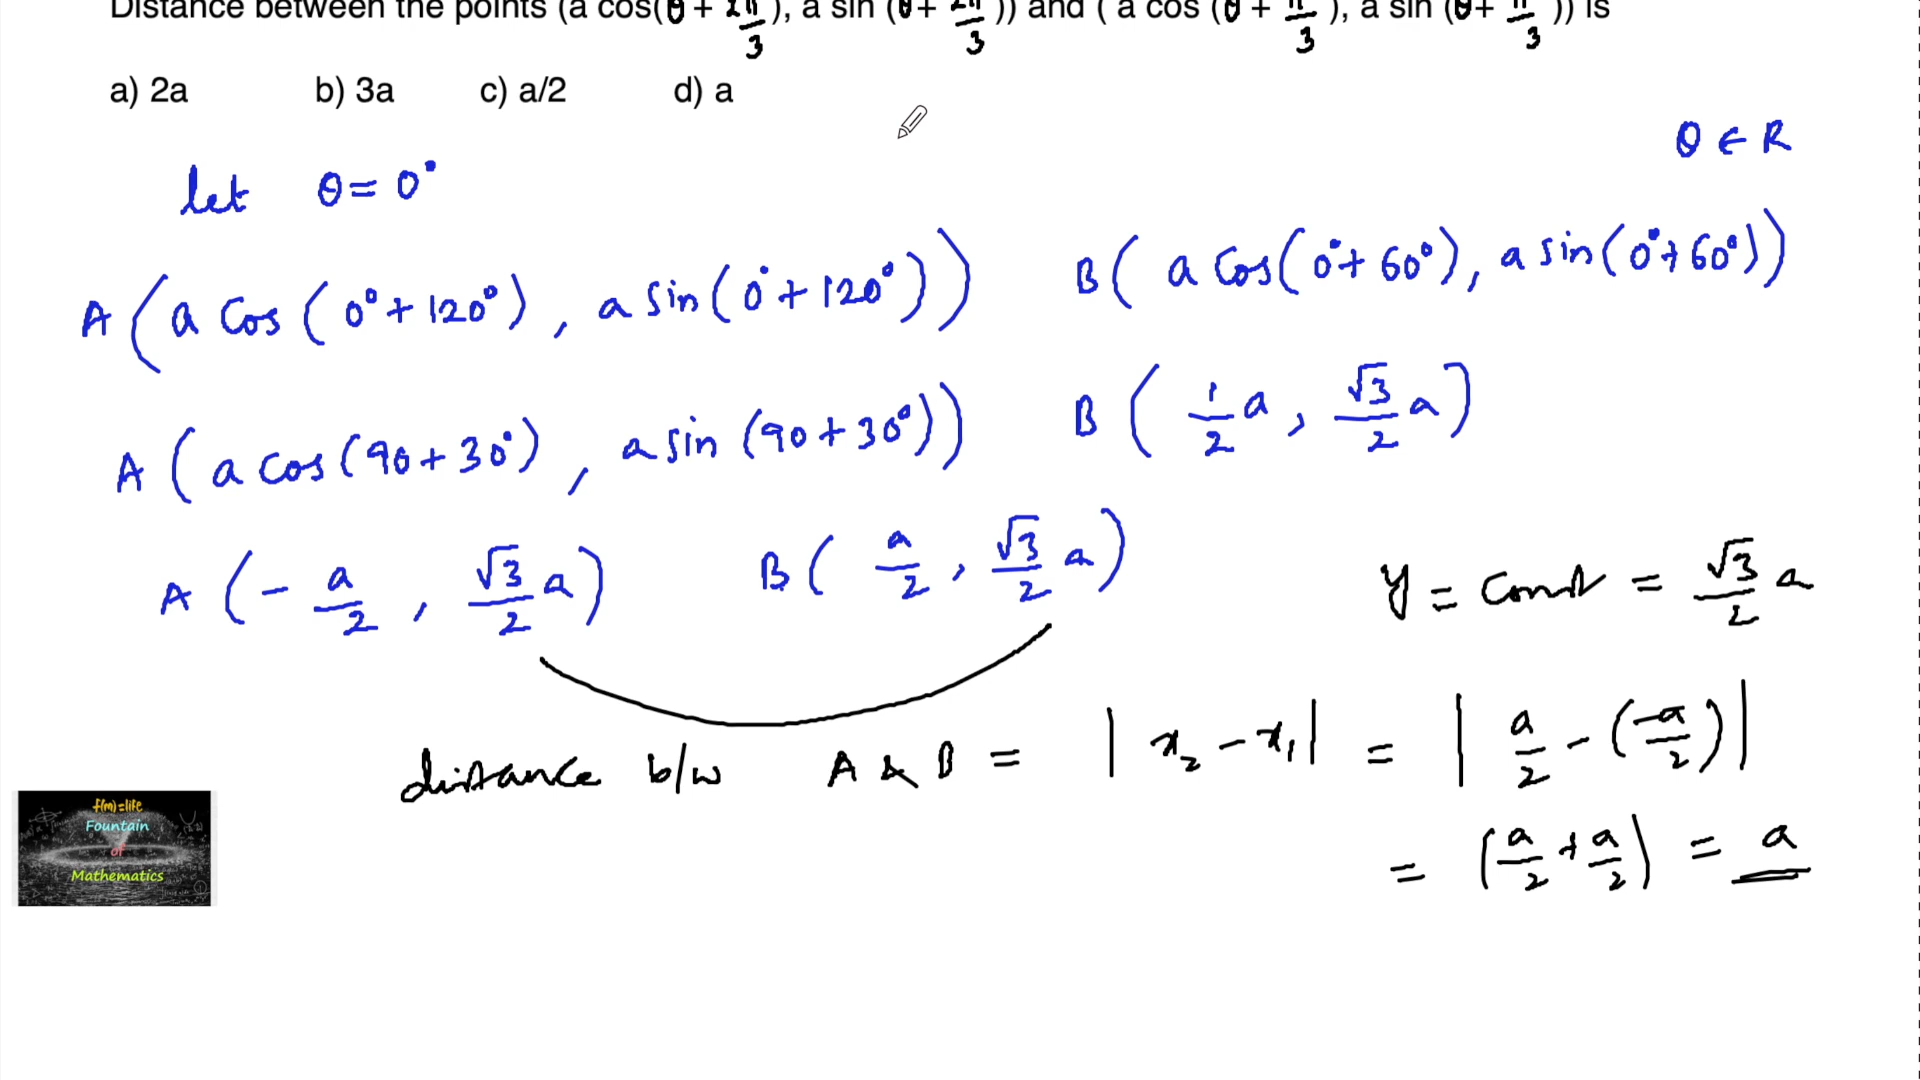 Distance between the points (a cos(θ + 2π/3), a sin (θ+ 2π/3 )) and ( a cos (θ + π/3 ), a sin (θ+ π/3 )) is
a) 2a b) 3a c) a/2 d) a
θ ∈ R
let θ = 0°
A ( a Cos ( 0° + 120° ) , a sin ( 0° + 120° ) ) B ( a Cos ( 0° + 60° ) , a sin ( 0° + 60° ) )
A ( a cos ( 90 + 30° ) , a sin ( 90 + 30° ) ) B ( 1/2 a , √3/2 a )
A ( - a/2 , √3/2 a ) B ( a/2 , √3/2 a ) y = Const = √3/2 a
distance b/w A & B = | x₂ - x₁ | = | a/2 - ( -a/2 ) |
= ( a/2 + a/2 ) = a
f(m)=life
Fountain
of
Mathematics